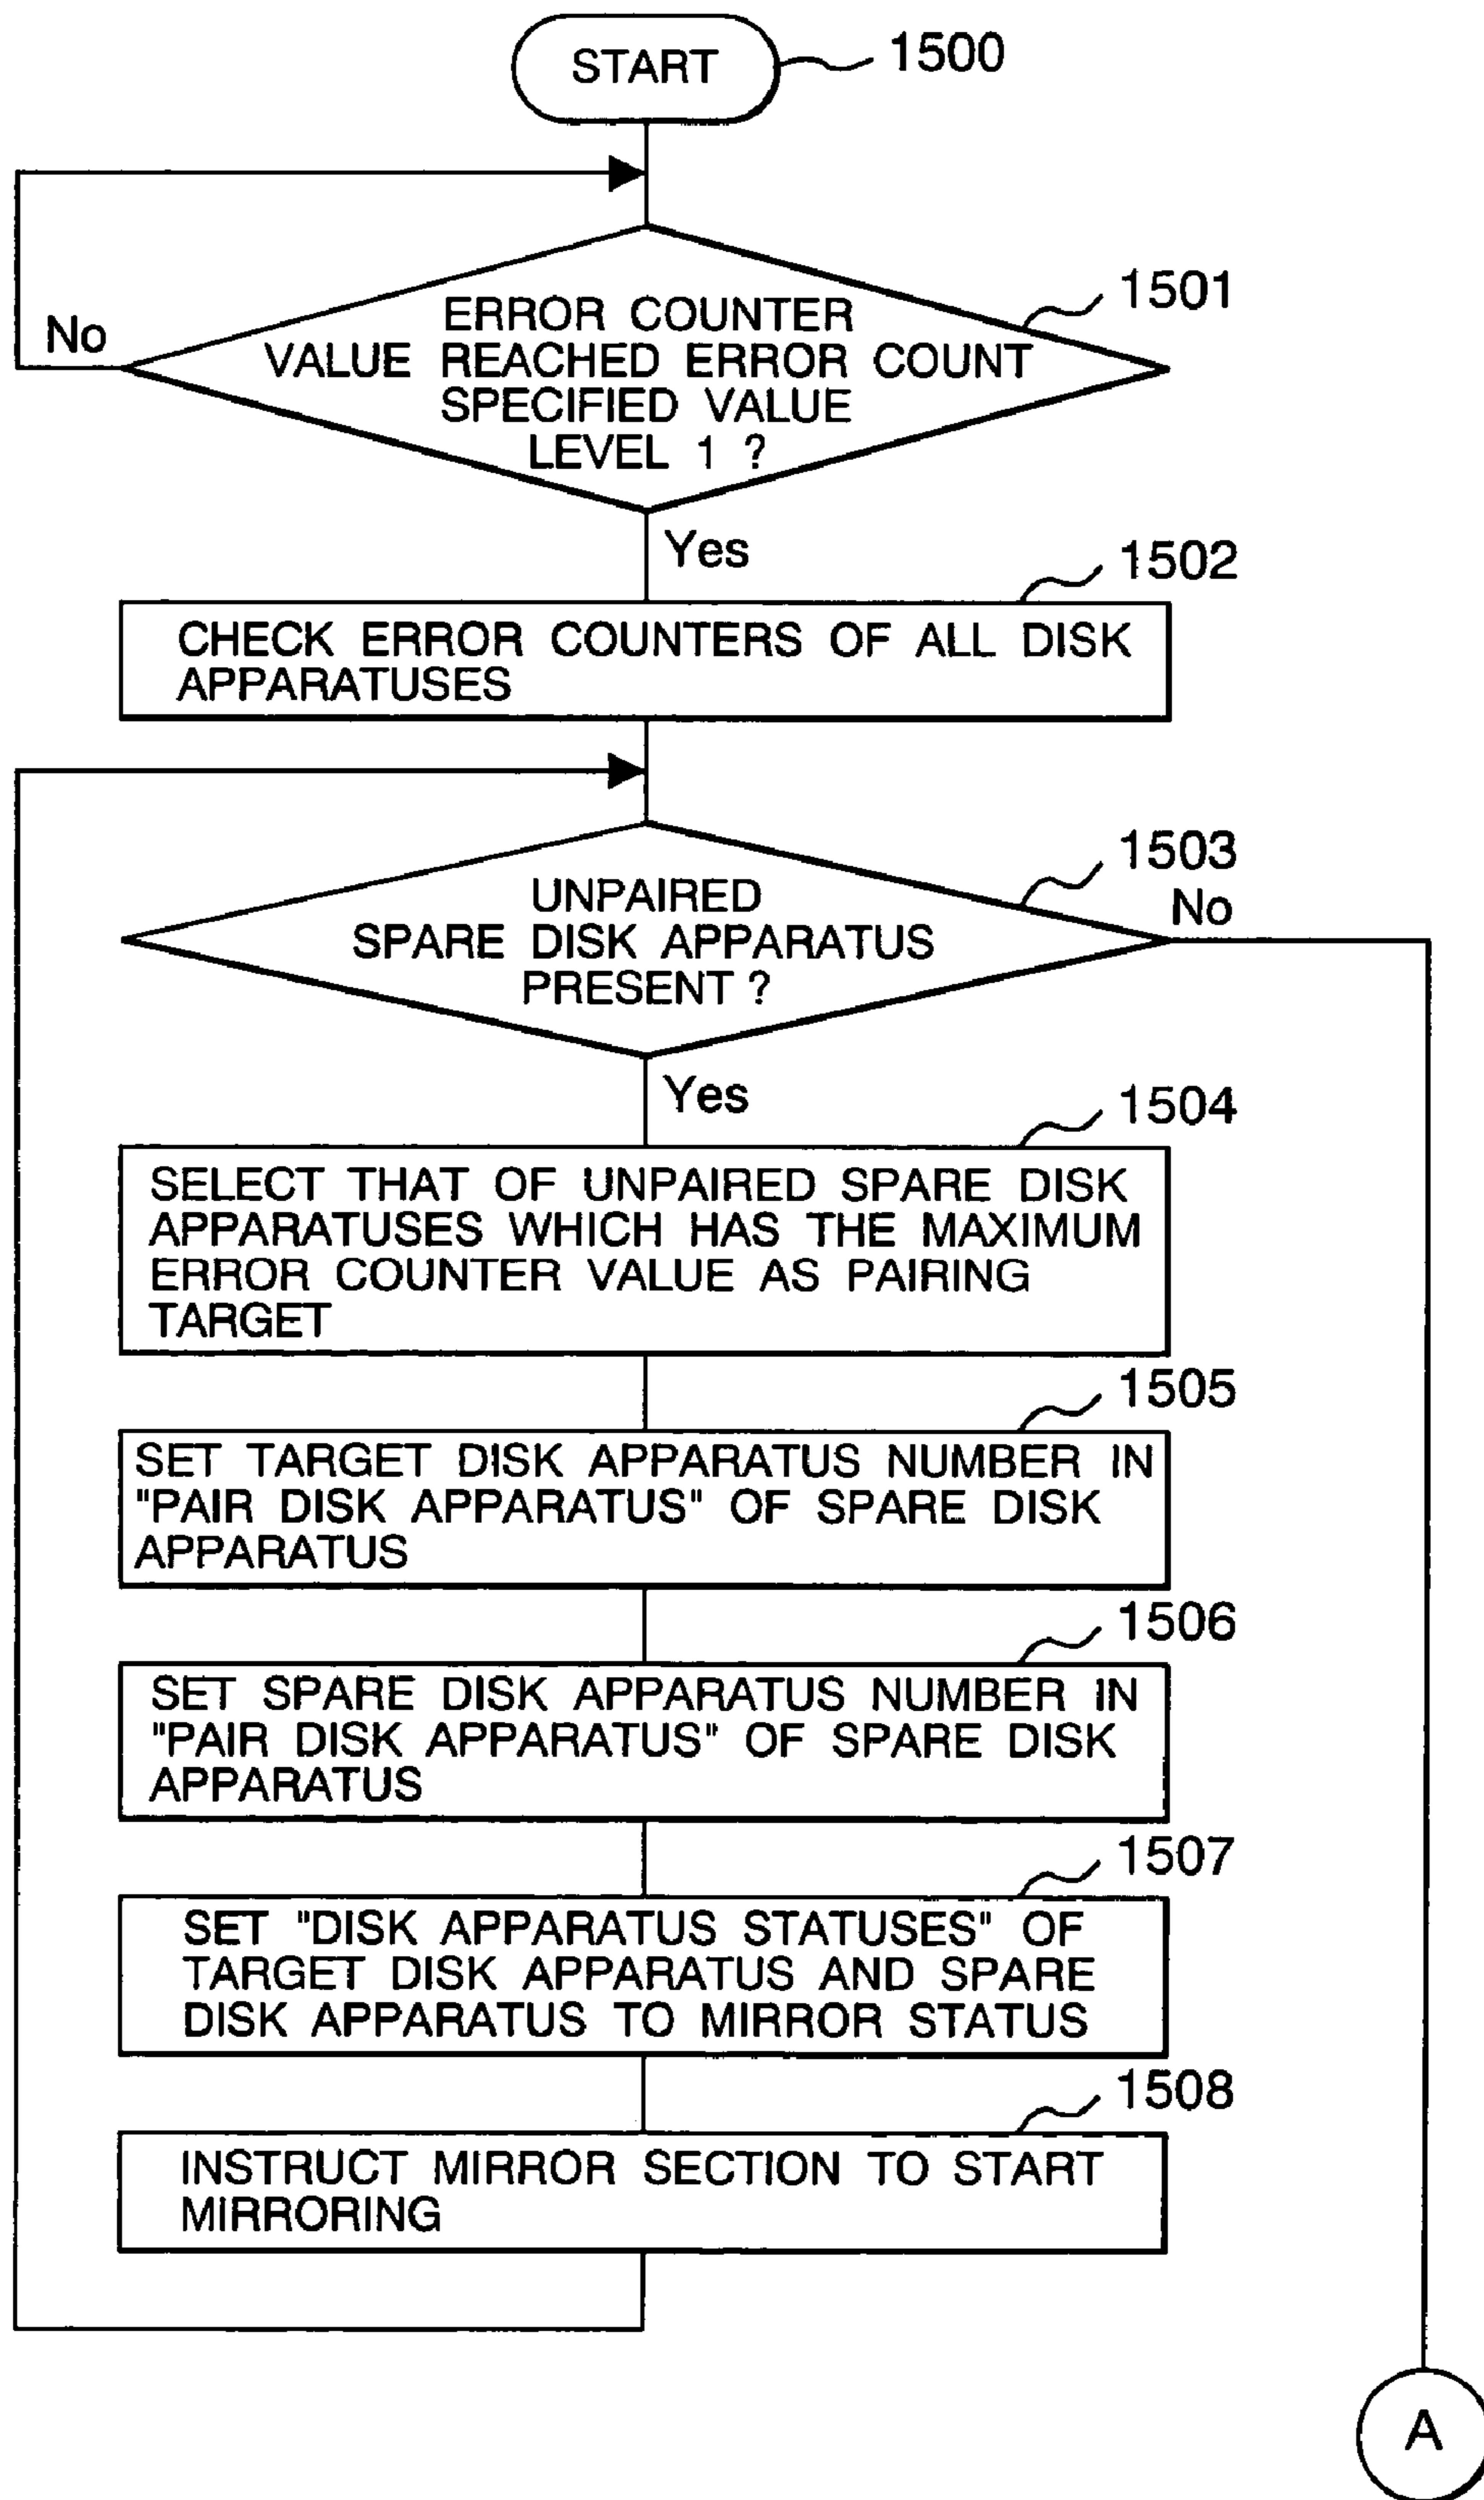 START
1500
1501
ERROR COUNTER
VALUE REACHED ERROR COUNT
SPECIFIED VALUE
LEVEL 1 ?
No
Yes
1502
CHECK ERROR COUNTERS OF ALL DISK
APPARATUSES
1503
No
UNPAIRED
SPARE DISK APPARATUS
PRESENT ?
Yes
1504
SELECT THAT OF UNPAIRED SPARE DISK
APPARATUSES WHICH HAS THE MAXIMUM
ERROR COUNTER VALUE AS PAIRING
TARGET
1505
SET TARGET DISK APPARATUS NUMBER IN
"PAIR DISK APPARATUS" OF SPARE DISK
APPARATUS
1506
SET SPARE DISK APPARATUS NUMBER IN
"PAIR DISK APPARATUS" OF SPARE DISK
APPARATUS
1507
SET "DISK APPARATUS STATUSES" OF
TARGET DISK APPARATUS AND SPARE
DISK APPARATUS TO MIRROR STATUS
1508
INSTRUCT MIRROR SECTION TO START
MIRRORING
A